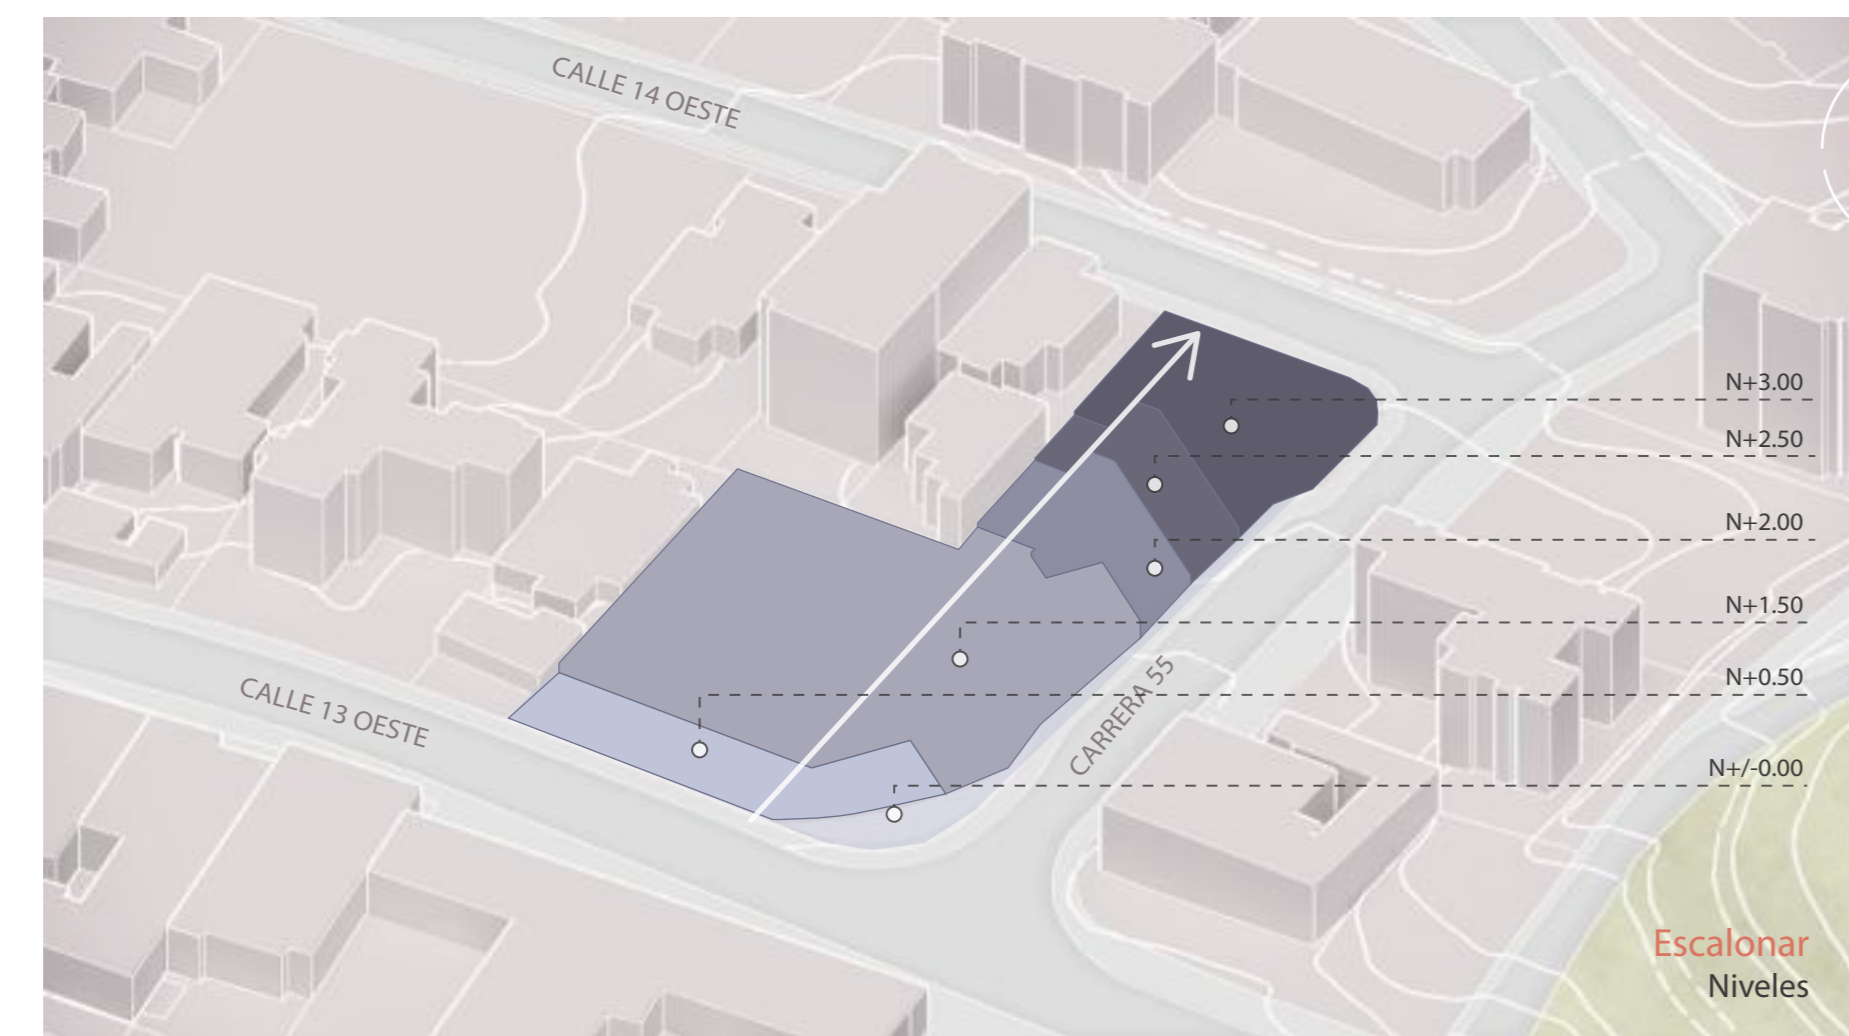 CALLE 14 OESTE
N+3.00
N+2.50
N+2.00
N+1.50
N+0.50
CALLE 13 OESTE
CARRERA 55
N+/-0.00
Escalonar
Niveles